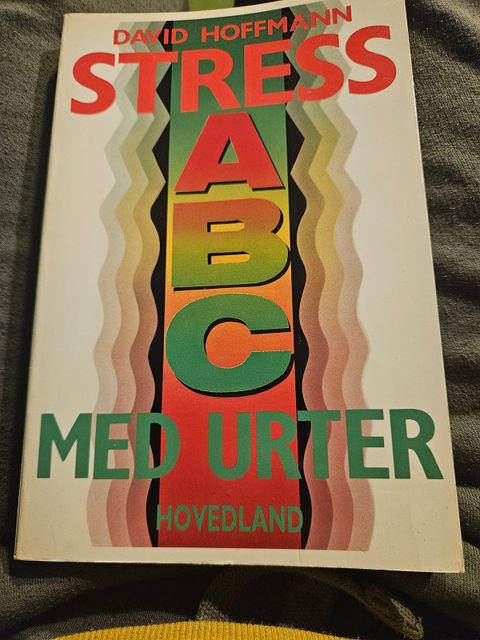 DAVID HOFFMANN
STRESS
A
B
C
MED URTER
HOVEDLAND